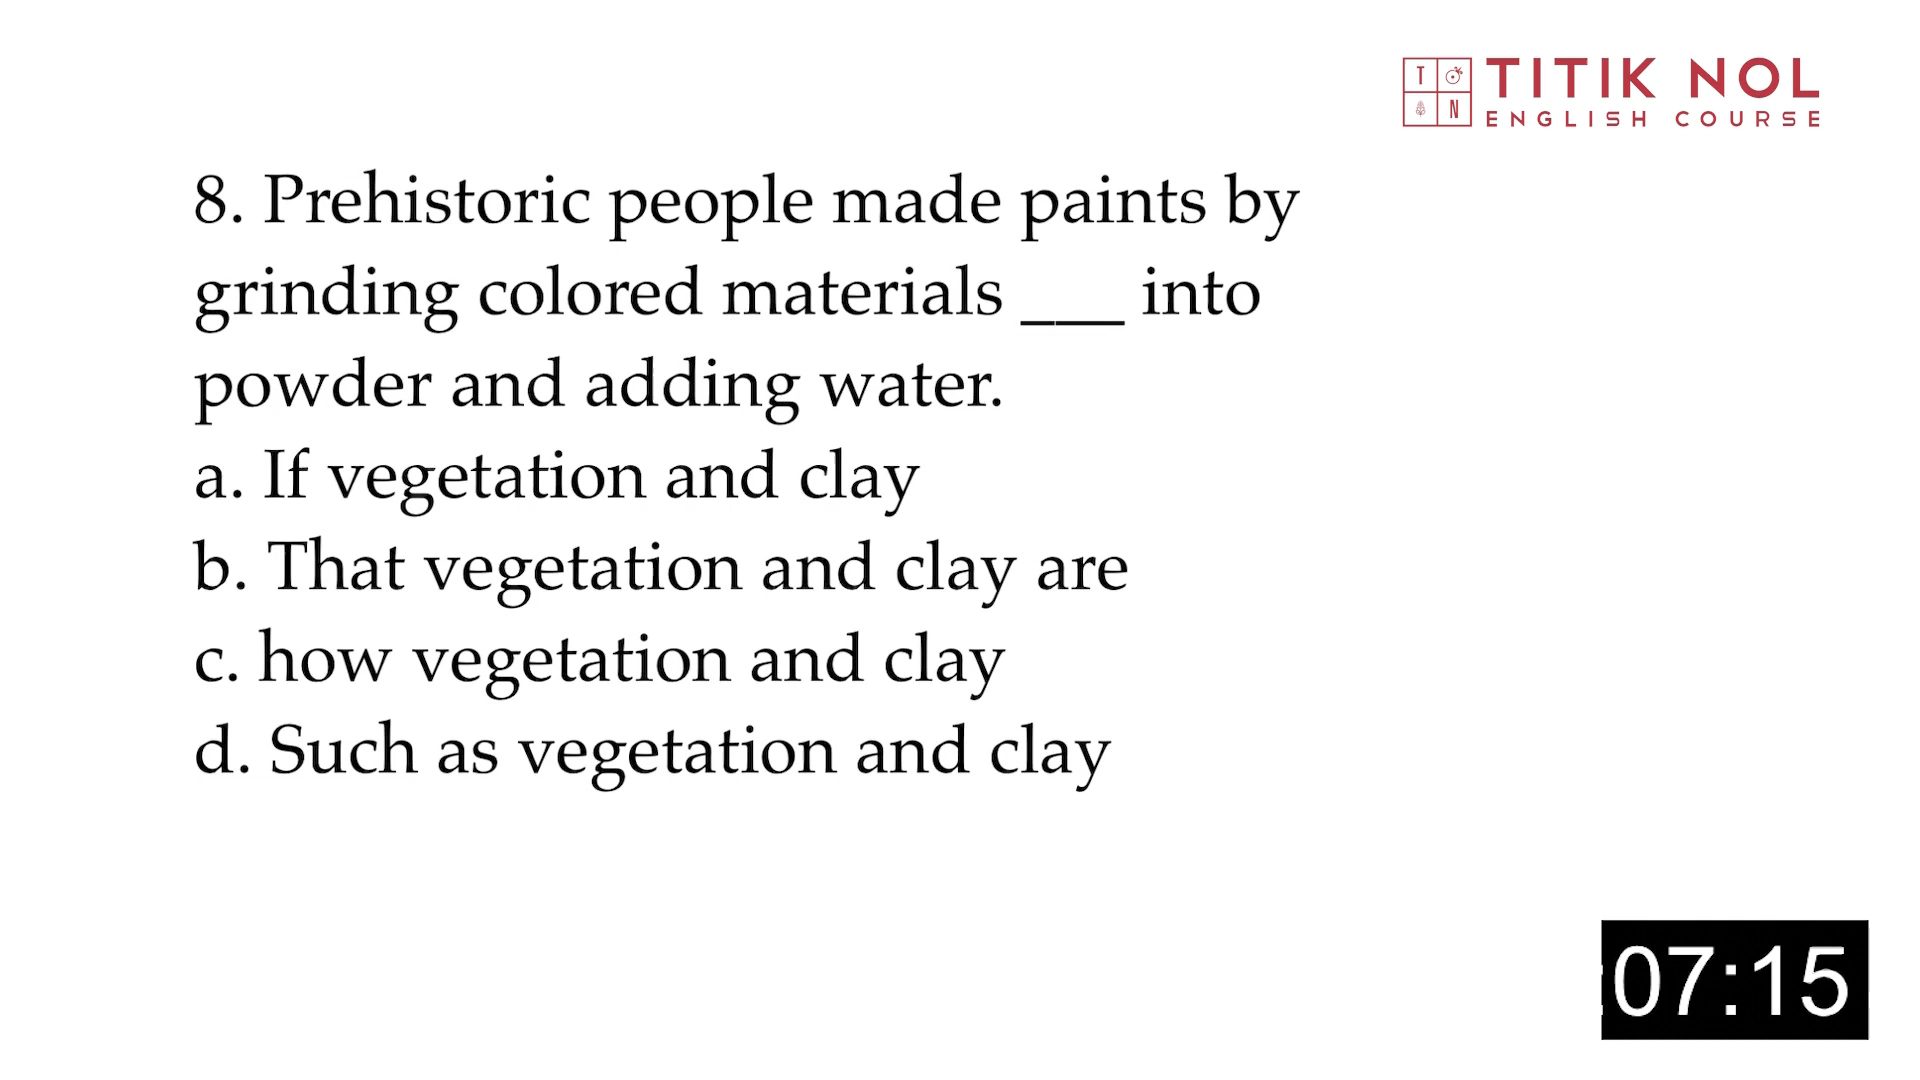 T
N
TITIK NOL
ENGLISH COURSE
8. Prehistoric people made paints by
grinding colored materials ___ into
powder and adding water.
a. If vegetation and clay
b. That vegetation and clay are
c. how vegetation and clay
d. Such as vegetation and clay
:07:15